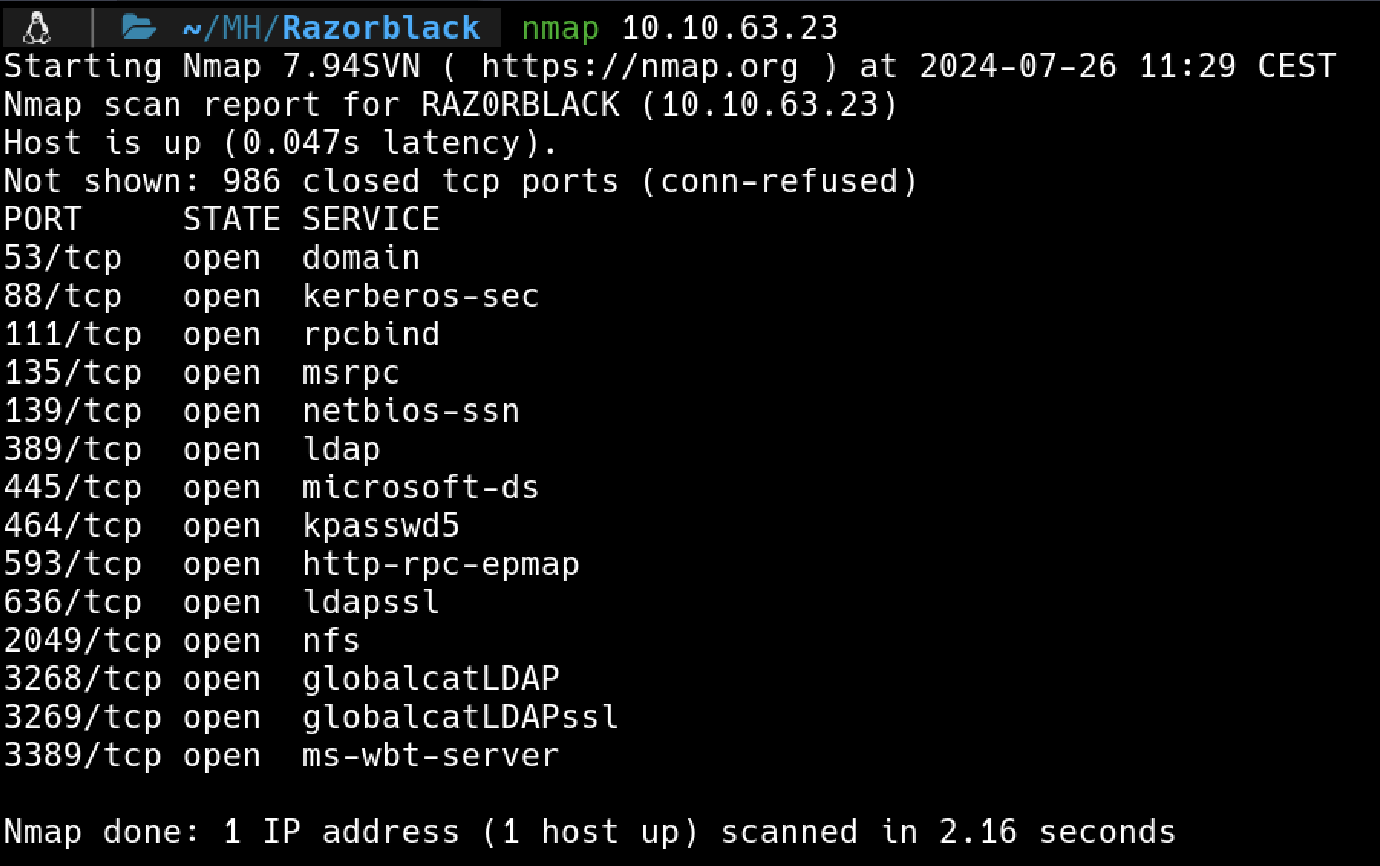 ~/MH/Razorblack nmap 10.10.63.23
Starting Nmap 7.94SVN ( https://nmap.org ) at 2024-07-26 11:29 CEST
Nmap scan report for RAZ0RBLACK (10.10.63.23)
Host is up (0.047s latency).
Not shown: 986 closed tcp ports (conn-refused)
PORT     STATE SERVICE
53/tcp   open  domain
88/tcp   open  kerberos-sec
111/tcp  open  rpcbind
135/tcp  open  msrpc
139/tcp  open  netbios-ssn
389/tcp  open  ldap
445/tcp  open  microsoft-ds
464/tcp  open  kpasswd5
593/tcp  open  http-rpc-epmap
636/tcp  open  ldapssl
2049/tcp open  nfs
3268/tcp open  globalcatLDAP
3269/tcp open  globalcatLDAPssl
3389/tcp open  ms-wbt-server
Nmap done: 1 IP address (1 host up) scanned in 2.16 seconds